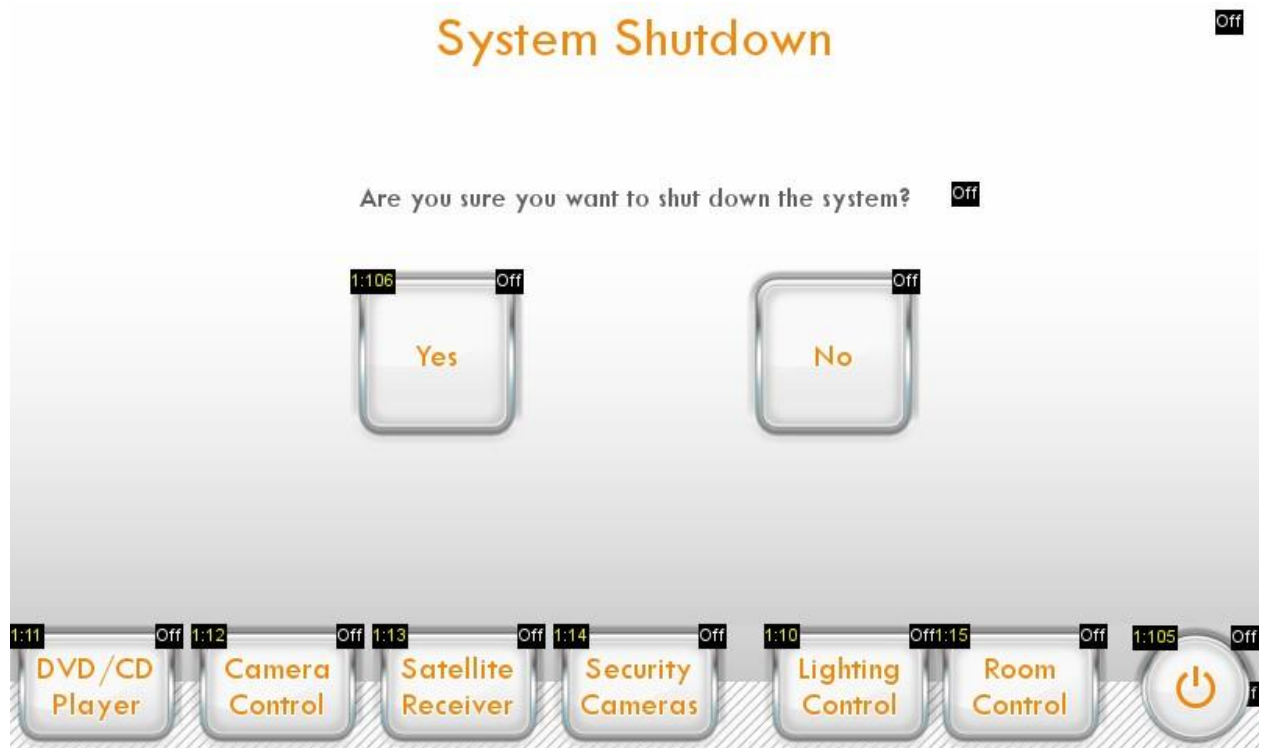 System Shutdown
Off
Are you sure you want to shut down the system?
Off
1:106
Off
Off
Yes
No
1:11
Off
1:12
Off
1:13
Off
1:14
Off
1:10
Off
1:15
Off
1:105
Off
DVD/CD
Player
Camera
Control
Satellite
Receiver
Security
Cameras
Lighting
Control
Room
Control
f